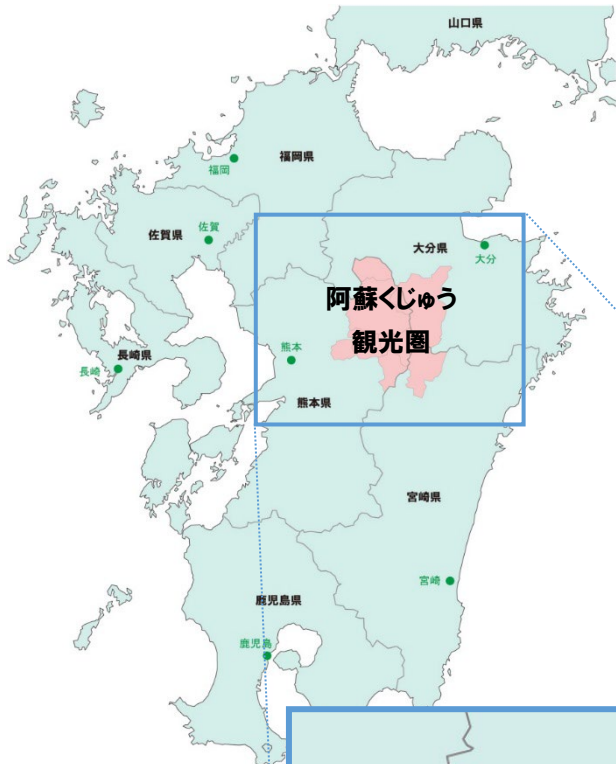 山口県
福岡県
福岡
佐賀県
佐賀
大分県
大分
阿蘇くじゅう
観光圏
長崎県
長崎
熊本
熊本県
宮崎県
宮崎
鹿児島県
鹿児島